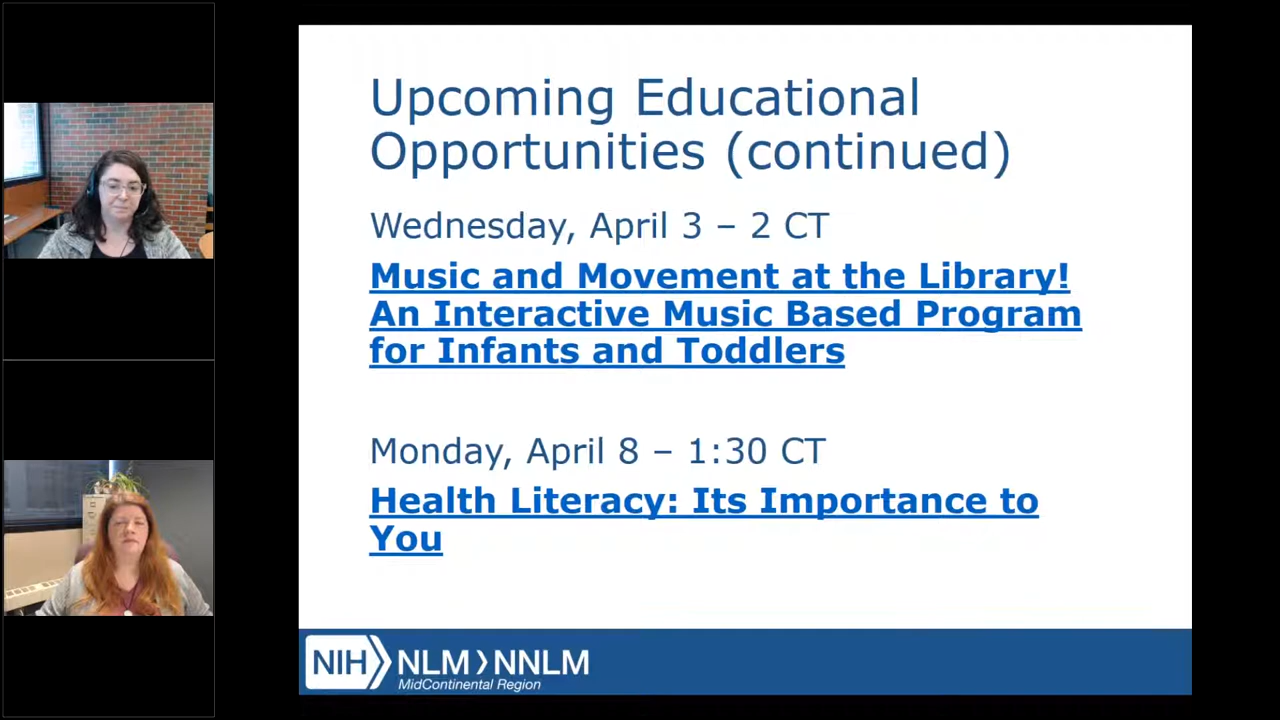 Upcoming Educational
Opportunities (continued)
Wednesday, April 3 – 2 CT
Music and Movement at the Library!
An Interactive Music Based Program
for Infants and Toddlers
Monday, April 8 – 1:30 CT
Health Literacy: Its Importance to
You
NIH NLM NNLM
MidContinental Region